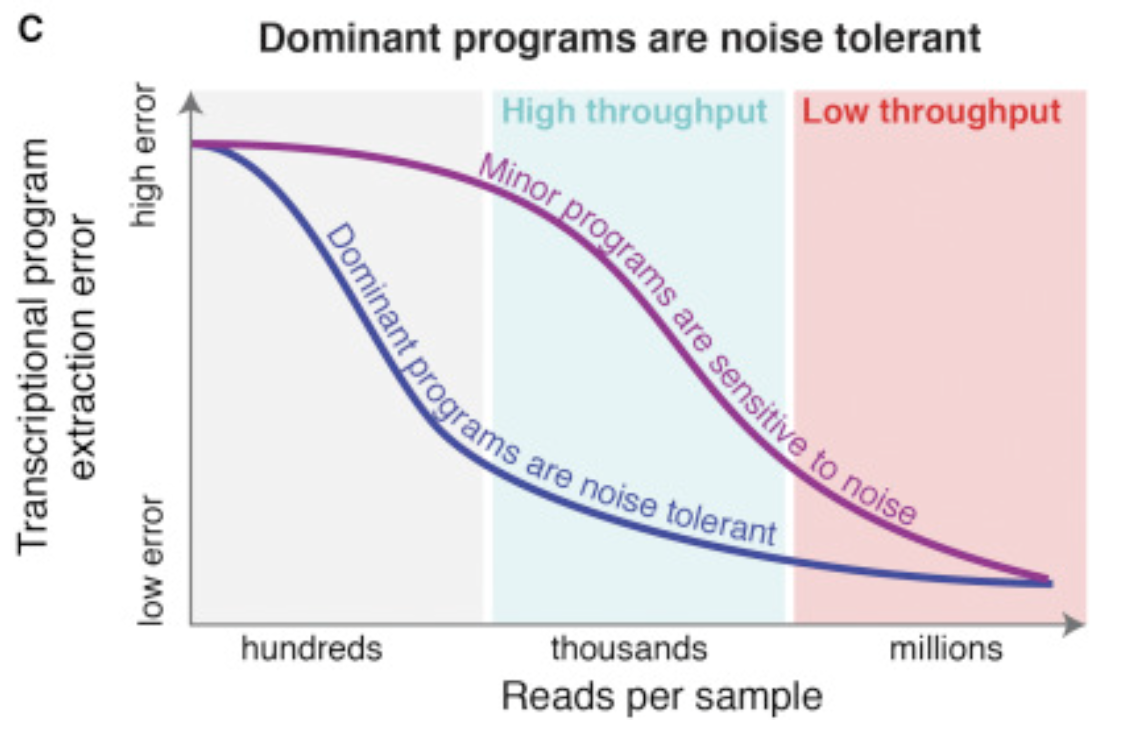 C
Dominant programs are noise tolerant
High throughput
Low throughput
high error
low error
Transcriptional program
extraction error
Minor programs are sensitive to noise
Dominant programs are noise tolerant
hundreds
thousands
millions
Reads per sample